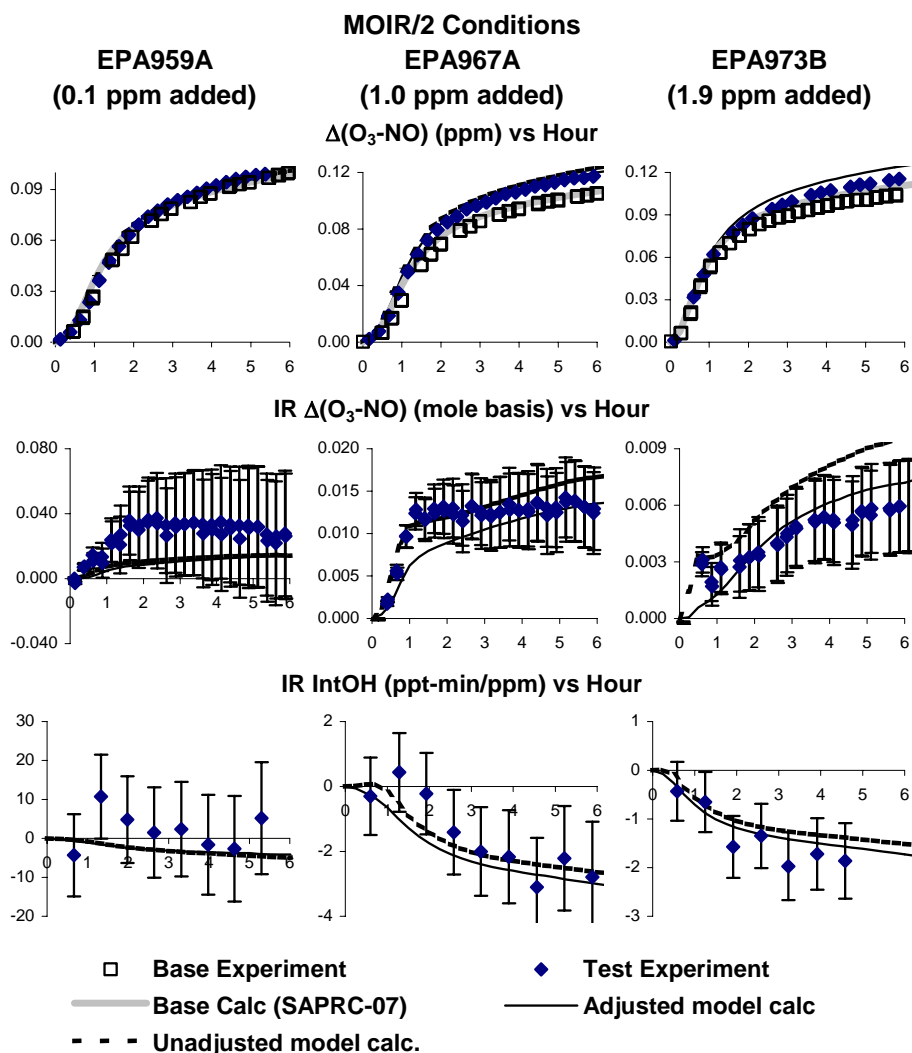 MOIR/2 Conditions
EPA959A EPA967A EPA973B
(0.1 ppm added) (1.0 ppm added) (1.9 ppm added)
Δ(O₃-NO) (ppm) vs Hour
0.09 0.12 0.12
0.06 0.08 0.09
0.06
0.03 0.04 0.03
0.00 0.00 0.00
0 1 2 3 4 5 6 0 1 2 3 4 5 6 0 1 2 3 4 5 6
IR Δ(O₃-NO) (mole basis) vs Hour
0.080 0.020 0.009
0.040 0.015 0.006
0.010
0.000 0.005 0.003
-0.040 0.000 0.000
0 1 2 3 4 5 6 0 1 2 3 4 5 6 0 1 2 3 4 5 6
IR IntOH (ppt-min/ppm) vs Hour
30 2 1
20
10 0 0
0 -1
-10 -2 -2
-20 -4 -3
0 1 2 3 4 5 6 0 2 3 4 5 6 0 1 2 3 4 5 6
Base Experiment Test Experiment
Base Calc (SAPRC-07) Adjusted model calc
Unadjusted model calc.